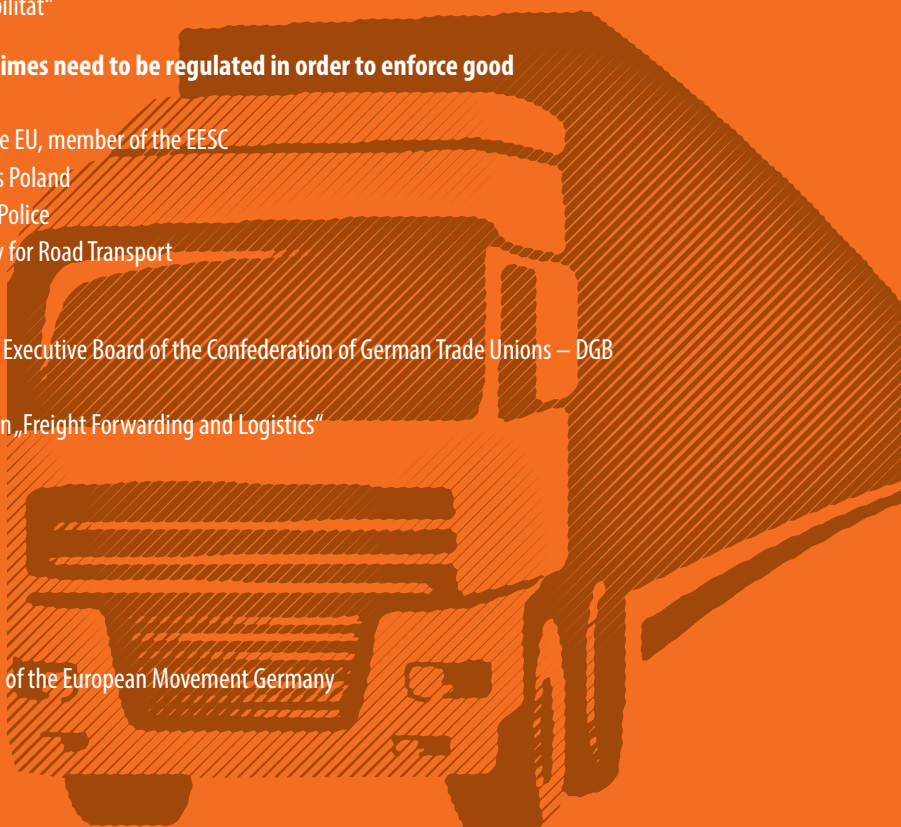 bilität“
imes need to be regulated in order to enforce good
e EU, member of the EESC
s Poland
Police
y for Road Transport
Executive Board of the Confederation of German Trade Unions – DGB
n „Freight Forwarding and Logistics“
of the European Movement Germany